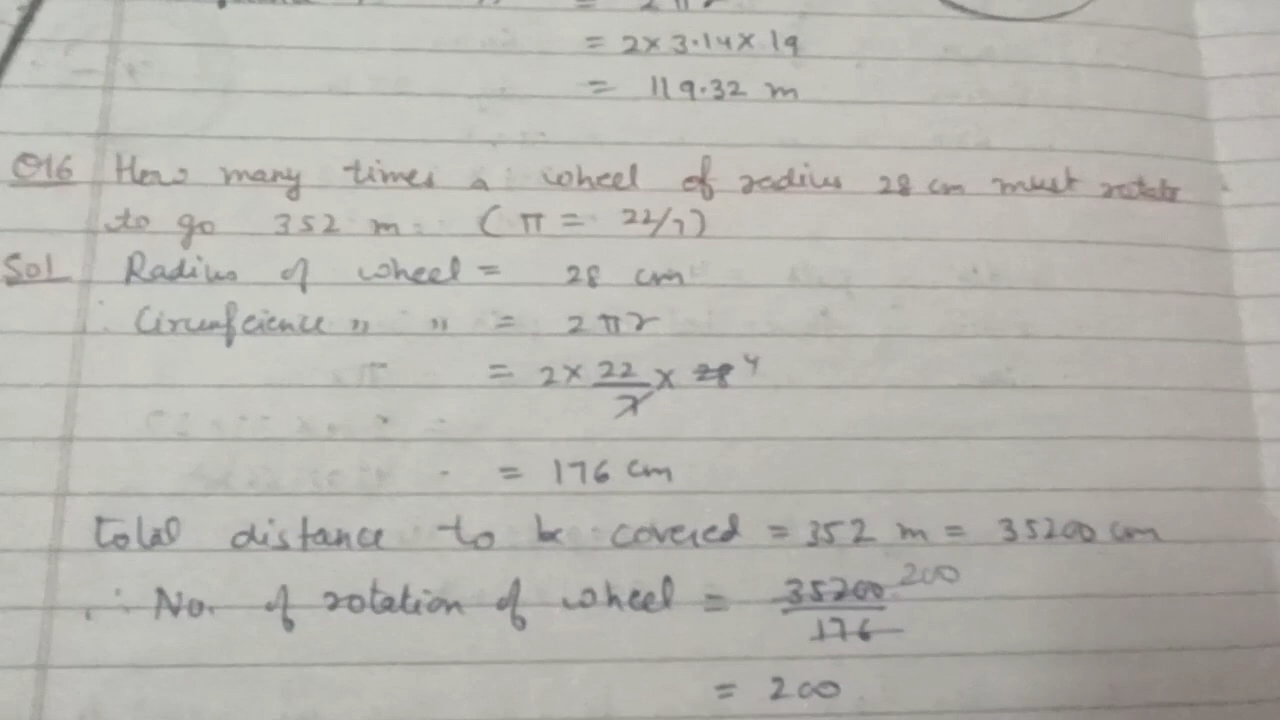 = 2πr
= 2×3.14×19
= 119.32 m
Q16 How many times a wheel of radius 28 cm must rotate
to go 352 m. (π = 22/7)
Sol Radius of wheel = 28 cm
Circumfcience " " = 2πr
= 2×22/7×28 4
= 176 cm
total distance to be covered = 352 m = 35200 cm
∴ No. of rotation of wheel = 35200/176 200
= 200